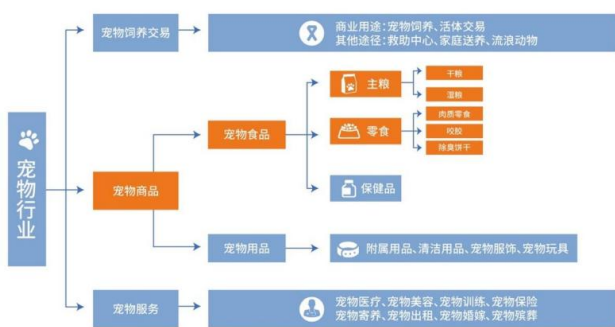 宠物行业
宠物饲养交易
商业用途:宠物饲养、活体交易
其他途径:救助中心、家庭送养、流浪动物
宠物商品
宠物食品
主粮
干粮
湿粮
零食
肉质零食
咬胶
除臭饼干
保健品
宠物用品
附属用品、清洁用品、宠物服饰、宠物玩具
宠物服务
宠物医疗、宠物美容、宠物训练、宠物保险
宠物寄养、宠物出租、宠物婚嫁、宠物殡葬